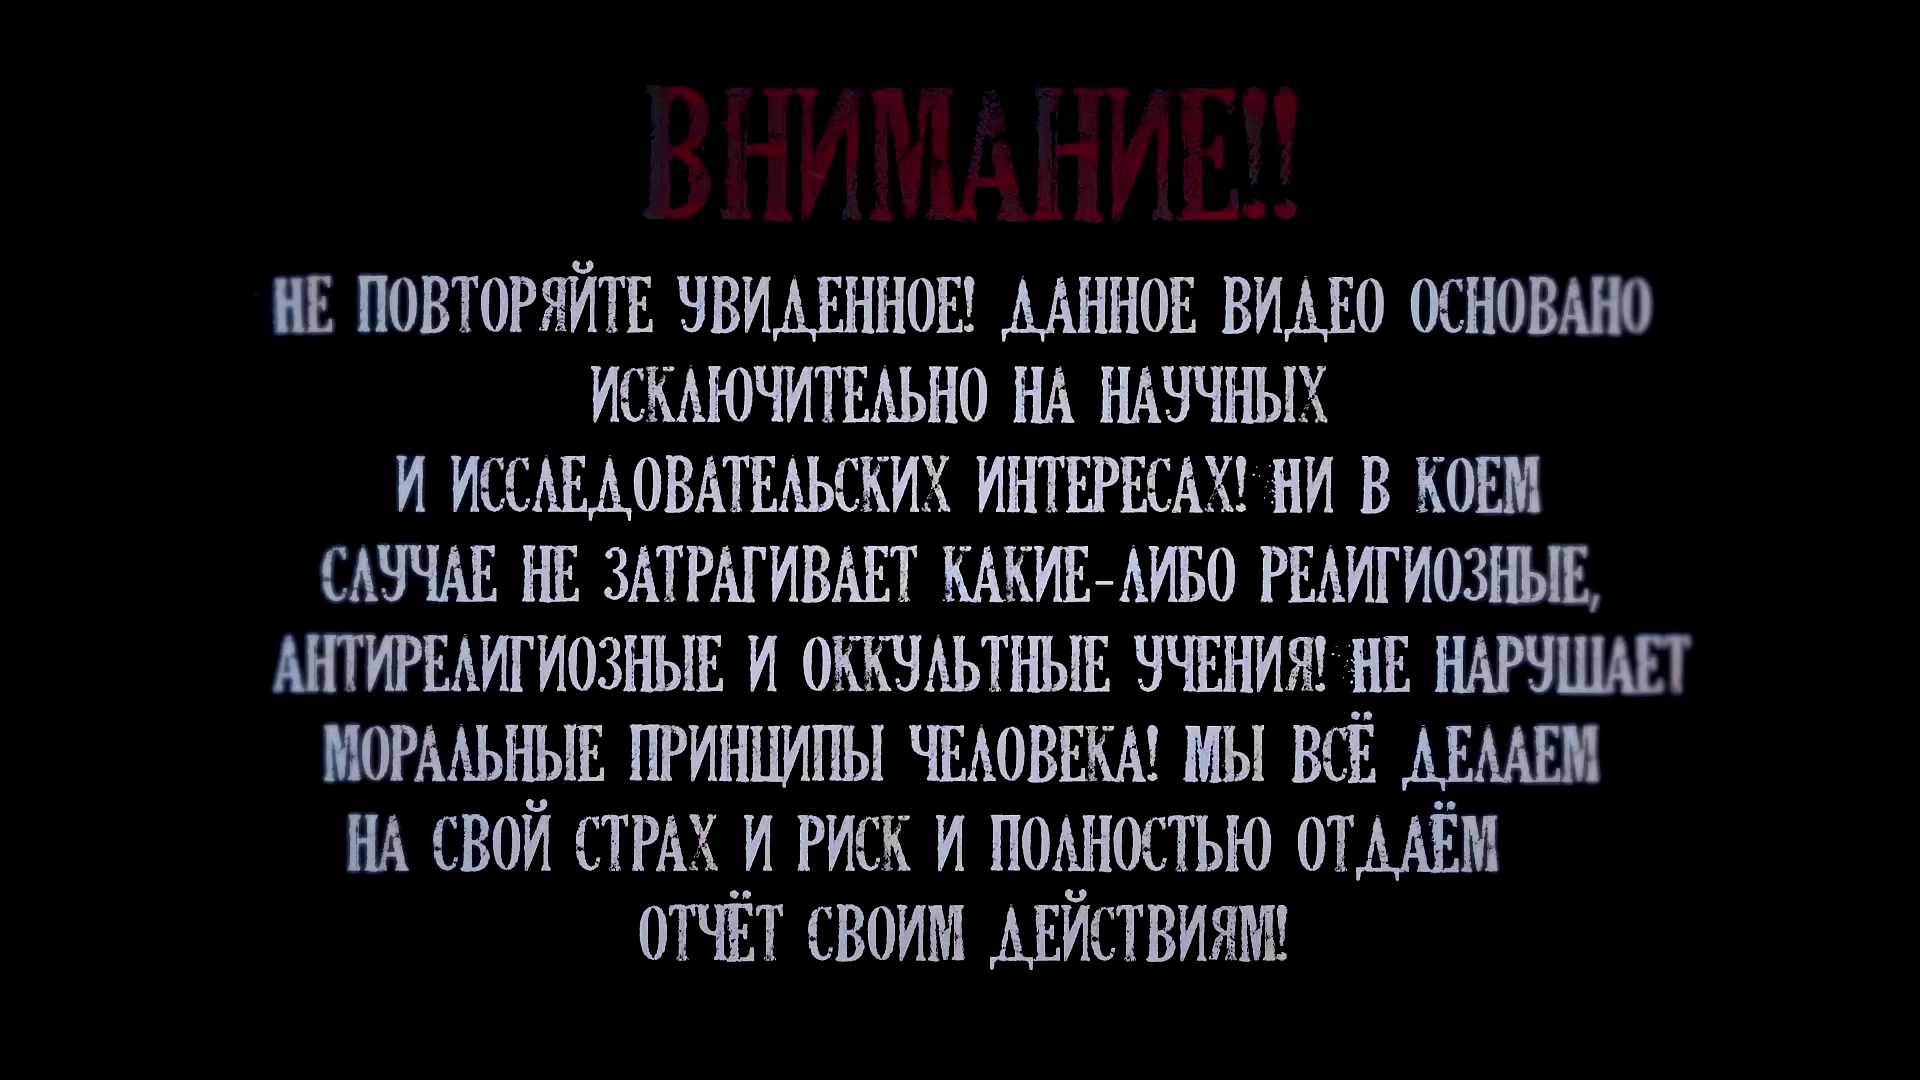 ВНИМАНИЕ!!
НЕ ПОВТОРЯЙТЕ УВИДЕННОЕ! ДАННОЕ ВИДЕО ОСНОВАНО
ИСКЛЮЧИТЕЛЬНО НА НАУЧНЫХ
И ИССЛЕДОВАТЕЛЬСКИХ ИНТЕРЕСАХ! НИ В КОЕМ
СЛУЧАЕ НЕ ЗАТРАГИВАЕТ КАКИЕ-ЛИБО РЕЛИГИОЗНЫЕ,
АНТИРЕЛИГИОЗНЫЕ И ОККУЛЬТНЫЕ УЧЕНИЯ! НЕ НАРУШАЕТ
МОРАЛЬНЫЕ ПРИНЦИПЫ ЧЕЛОВЕКА! МЫ ВСЁ ДЕЛАЕМ
НА СВОЙ СТРАХ И РИСК И ПОЛНОСТЬЮ ОТДАЁМ
ОТЧЁТ СВОИМ ДЕЙСТВИЯМ!